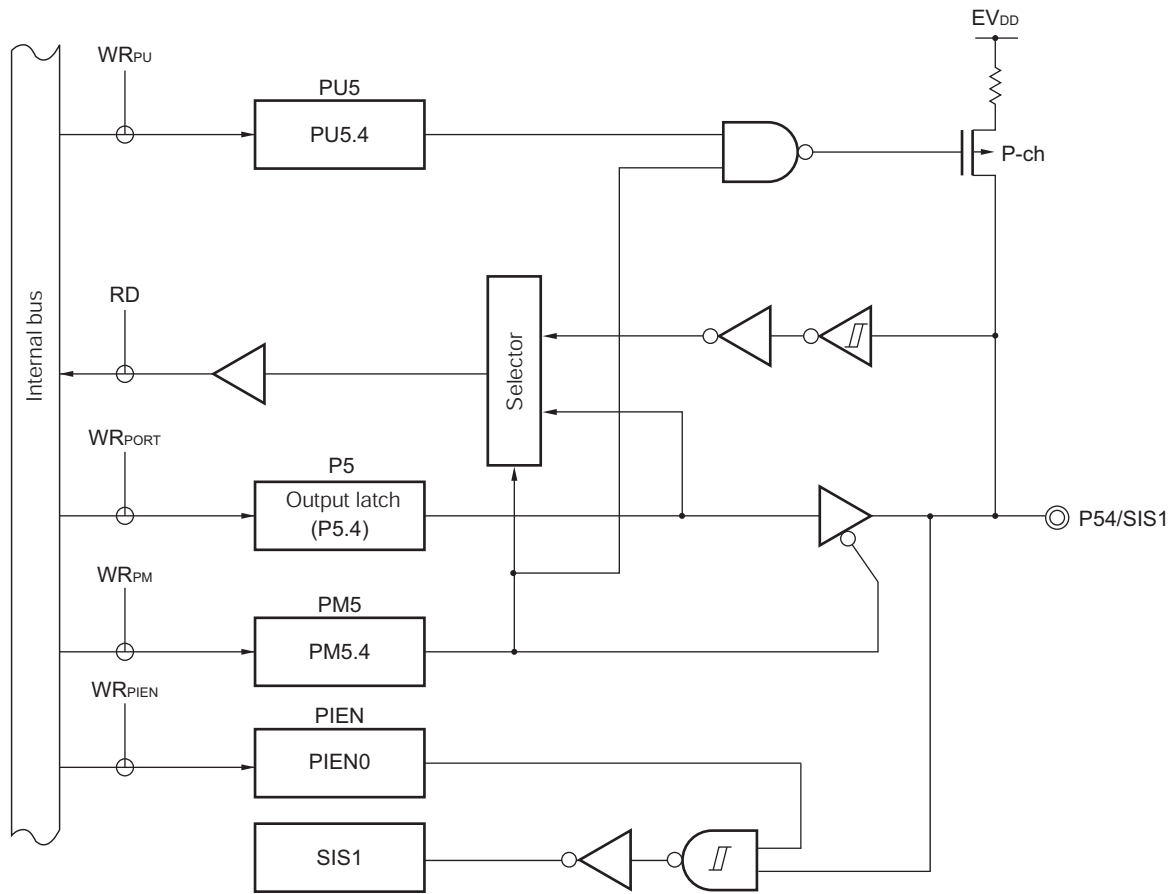 EVDD
WRPU
PU5
PU5.4
P-ch
Internal bus
RD
Selector
WRPORT
P5
Output latch
(P5.4)
P54/SIS1
WRPM
PM5
PM5.4
WRPIEN
PIEN
PIEN0
SIS1